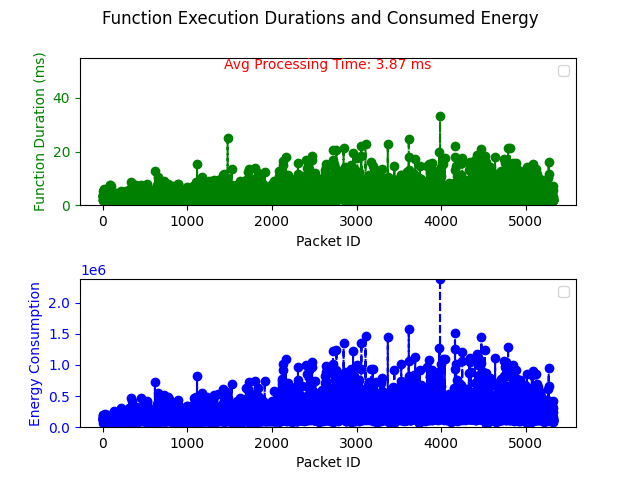 Function Execution Durations and Consumed Energy
Avg Processing Time: 3.87 ms
Function Duration (ms)
40
20
0
0 1000 2000 3000 4000 5000
Packet ID
1e6
Energy Consumption
2.0
1.5
1.0
0.5
0.0
0 1000 2000 3000 4000 5000
Packet ID